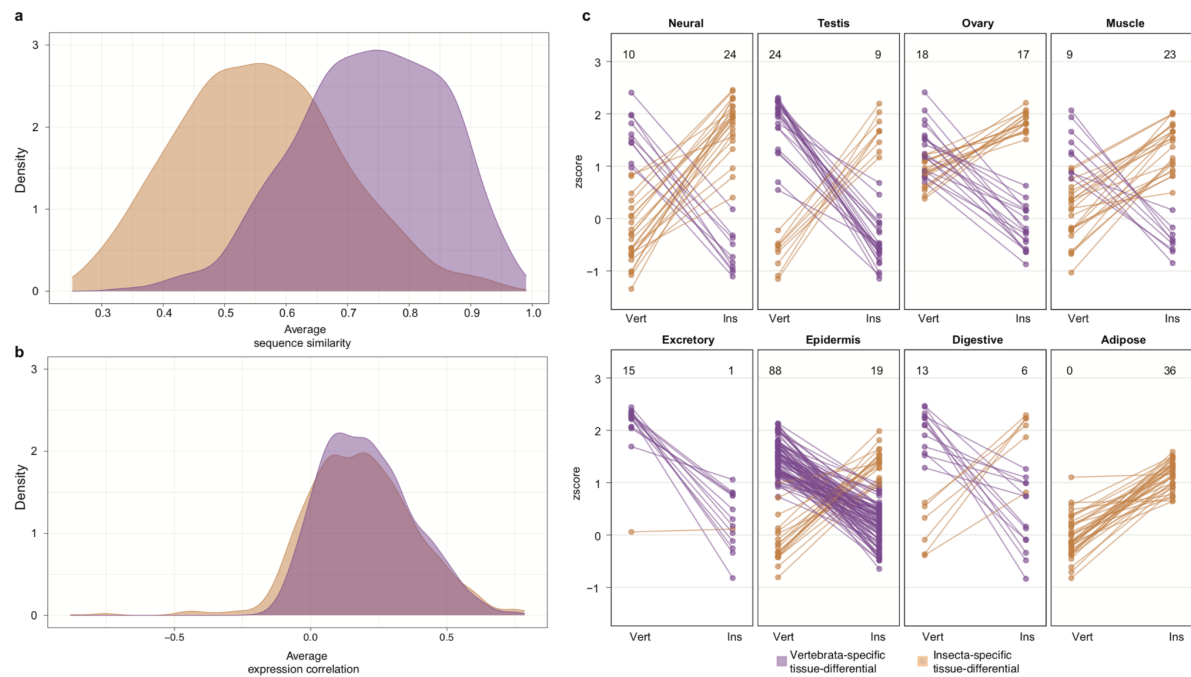 a
Density
3
2
1
0
0.3 0.4 0.5 0.6 0.7 0.8 0.9 1.0
Average
sequence similarity
b
Density
3
2
1
0
−0.5 0.0 0.5
Average
expression correlation
c
Neural Testis Ovary Muscle
10 24 24 9 18 17 9 23
zscore
3
2
1
0
−1
Vert Ins Vert Ins Vert Ins Vert Ins
Excretory Epidermis Digestive Adipose
15 1 88 19 13 6 0 36
zscore
3
2
1
0
−1
Vert Ins Vert Ins Vert Ins Vert Ins
Vertebrata-specific
tissue-differential
Insecta-specific
tissue-differential